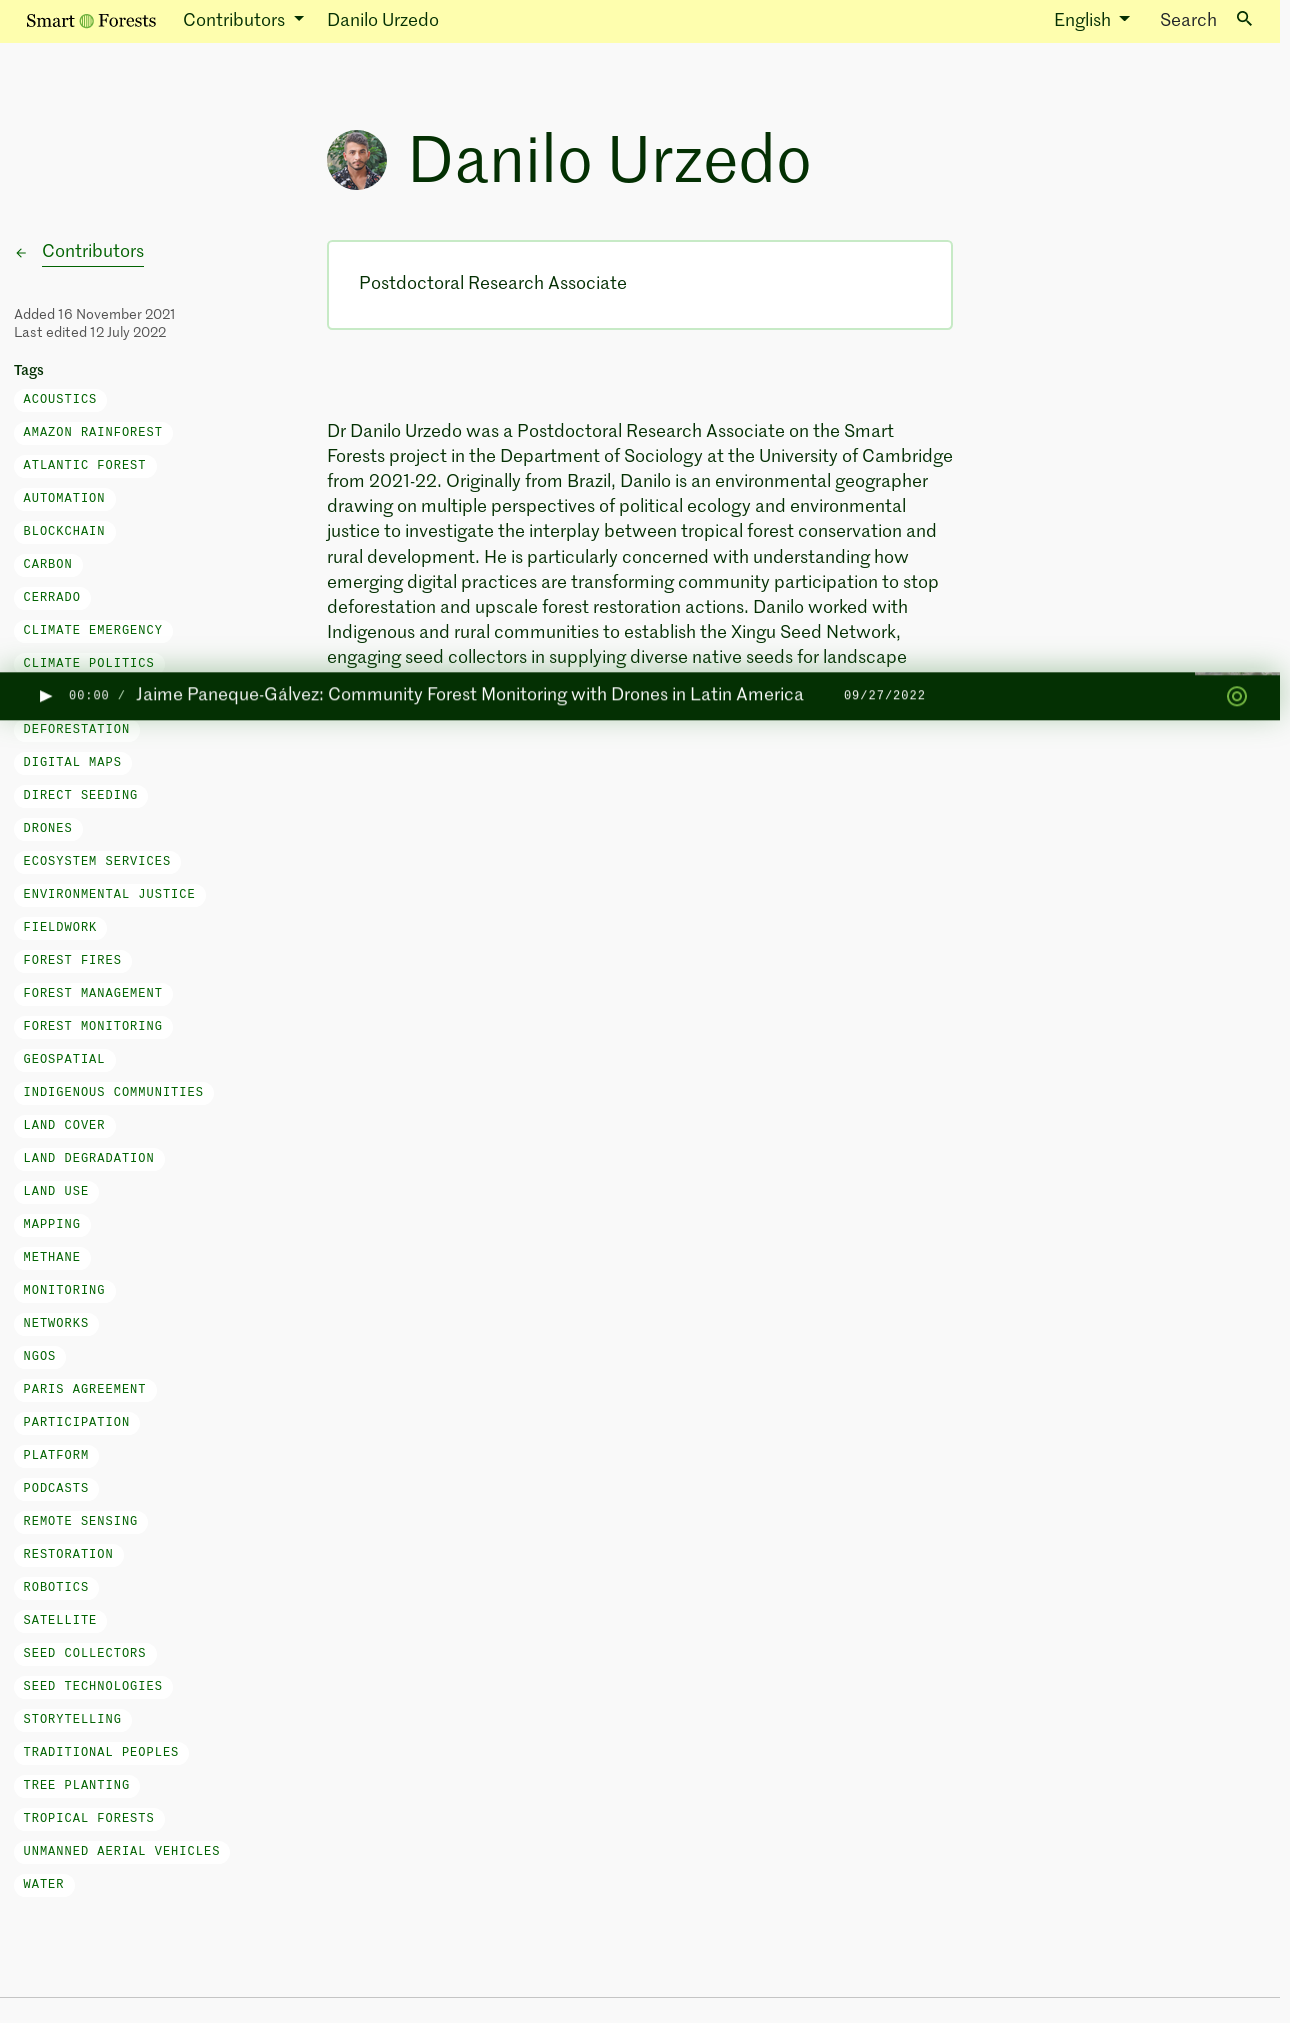 Smart Forests Contributors Danilo Urzedo English Search
Danilo Urzedo
← Contributors
Added 16 November 2021
Last edited 12 July 2022
Tags
ACOUSTICS
AMAZON RAINFOREST
ATLANTIC FOREST
AUTOMATION
BLOCKCHAIN
CARBON
CERRADO
CLIMATE EMERGENCY
CLIMATE POLITICS
Postdoctoral Research Associate
Dr Danilo Urzedo was a Postdoctoral Research Associate on the Smart
Forests project in the Department of Sociology at the University of Cambridge
from 2021-22. Originally from Brazil, Danilo is an environmental geographer
drawing on multiple perspectives of political ecology and environmental
justice to investigate the interplay between tropical forest conservation and
rural development. He is particularly concerned with understanding how
emerging digital practices are transforming community participation to stop
deforestation and upscale forest restoration actions. Danilo worked with
Indigenous and rural communities to establish the Xingu Seed Network,
engaging seed collectors in supplying diverse native seeds for landscape
00:00 / Jaime Paneque-Gálvez: Community Forest Monitoring with Drones in Latin America 09/27/2022
DEFORESTATION
DIGITAL MAPS
DIRECT SEEDING
DRONES
ECOSYSTEM SERVICES
ENVIRONMENTAL JUSTICE
FIELDWORK
FOREST FIRES
FOREST MANAGEMENT
FOREST MONITORING
GEOSPATIAL
INDIGENOUS COMMUNITIES
LAND COVER
LAND DEGRADATION
LAND USE
MAPPING
METHANE
MONITORING
NETWORKS
NGOS
PARIS AGREEMENT
PARTICIPATION
PLATFORM
PODCASTS
REMOTE SENSING
RESTORATION
ROBOTICS
SATELLITE
SEED COLLECTORS
SEED TECHNOLOGIES
STORYTELLING
TRADITIONAL PEOPLES
TREE PLANTING
TROPICAL FORESTS
UNMANNED AERIAL VEHICLES
WATER